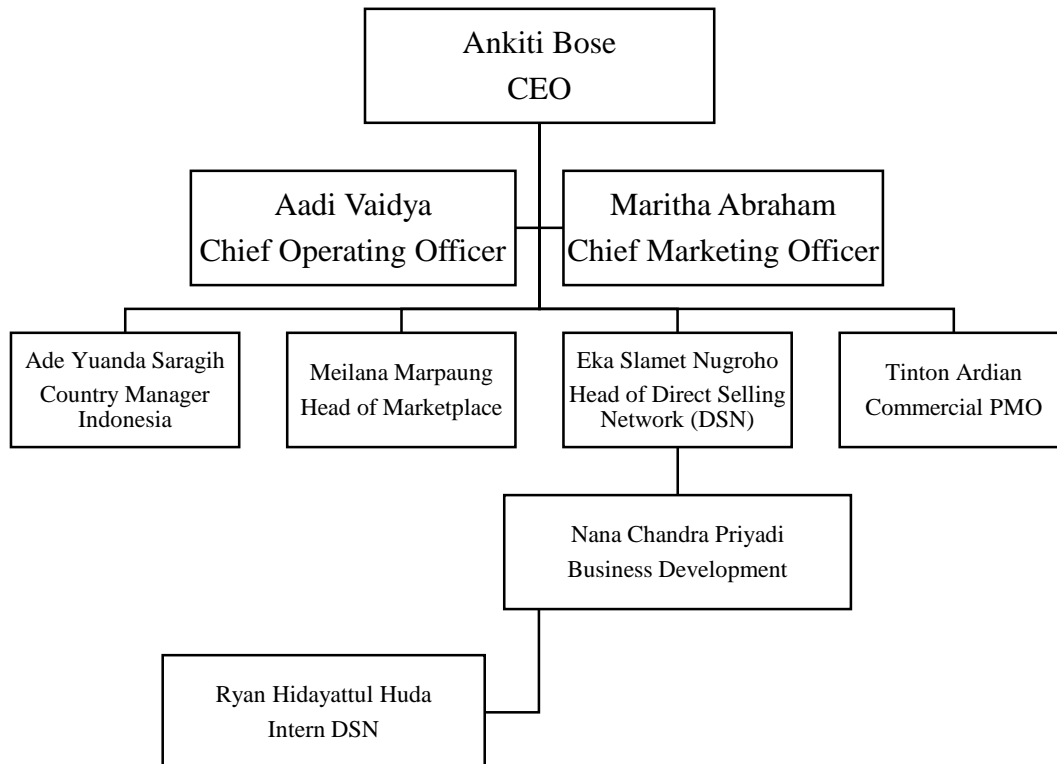 Ankiti Bose
CEO
Aadi Vaidya
Chief Operating Officer
Maritha Abraham
Chief Marketing Officer
Ade Yuanda Saragih
Country Manager
Indonesia
Meilana Marpaung
Head of Marketplace
Eka Slamet Nugroho
Head of Direct Selling
Network (DSN)
Tinton Ardian
Commercial PMO
Nana Chandra Priyadi
Business Development
Ryan Hidayattul Huda
Intern DSN